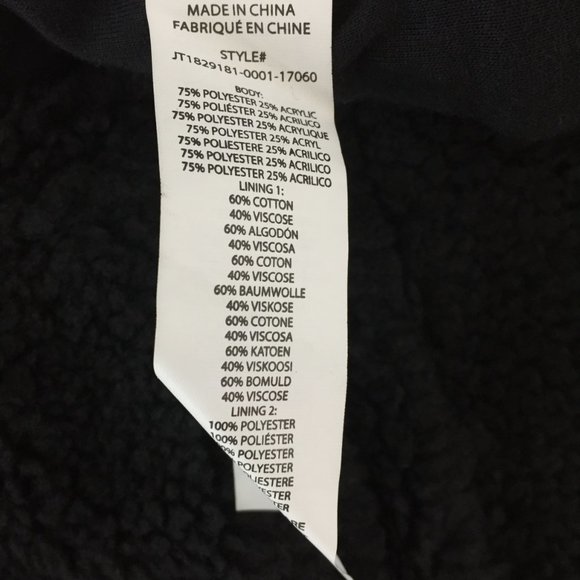 MADE IN CHINA
FABRIQUÉ EN CHINE
STYLE#
JT1829181-0001-17060
BODY:
75% POLYESTER 25% ACRYLIC
75% POLIÉSTER 25% ACRILICO
75% POLYESTER 25% ACRYLIQUE
75% POLYESTER 25% ACRYL
75% POLIESTERE 25% ACRILICO
75% POLYESTER 25% ACRILICO
75% POLYESTER 25% ACRILICO
LINING 1:
60% COTTON
40% VISCOSE
60% ALGODÓN
40% VISCOSA
60% COTON
40% VISCOSE
60% BAUMWOLLE
40% VISKOSE
60% COTONE
40% VISCOSA
60% KATOEN
40% VISKOOSI
60% BOMULD
40% VISCOSE
LINING 2:
100% POLYESTER
100% POLIÉSTER
POLYESTER
POLYESTER